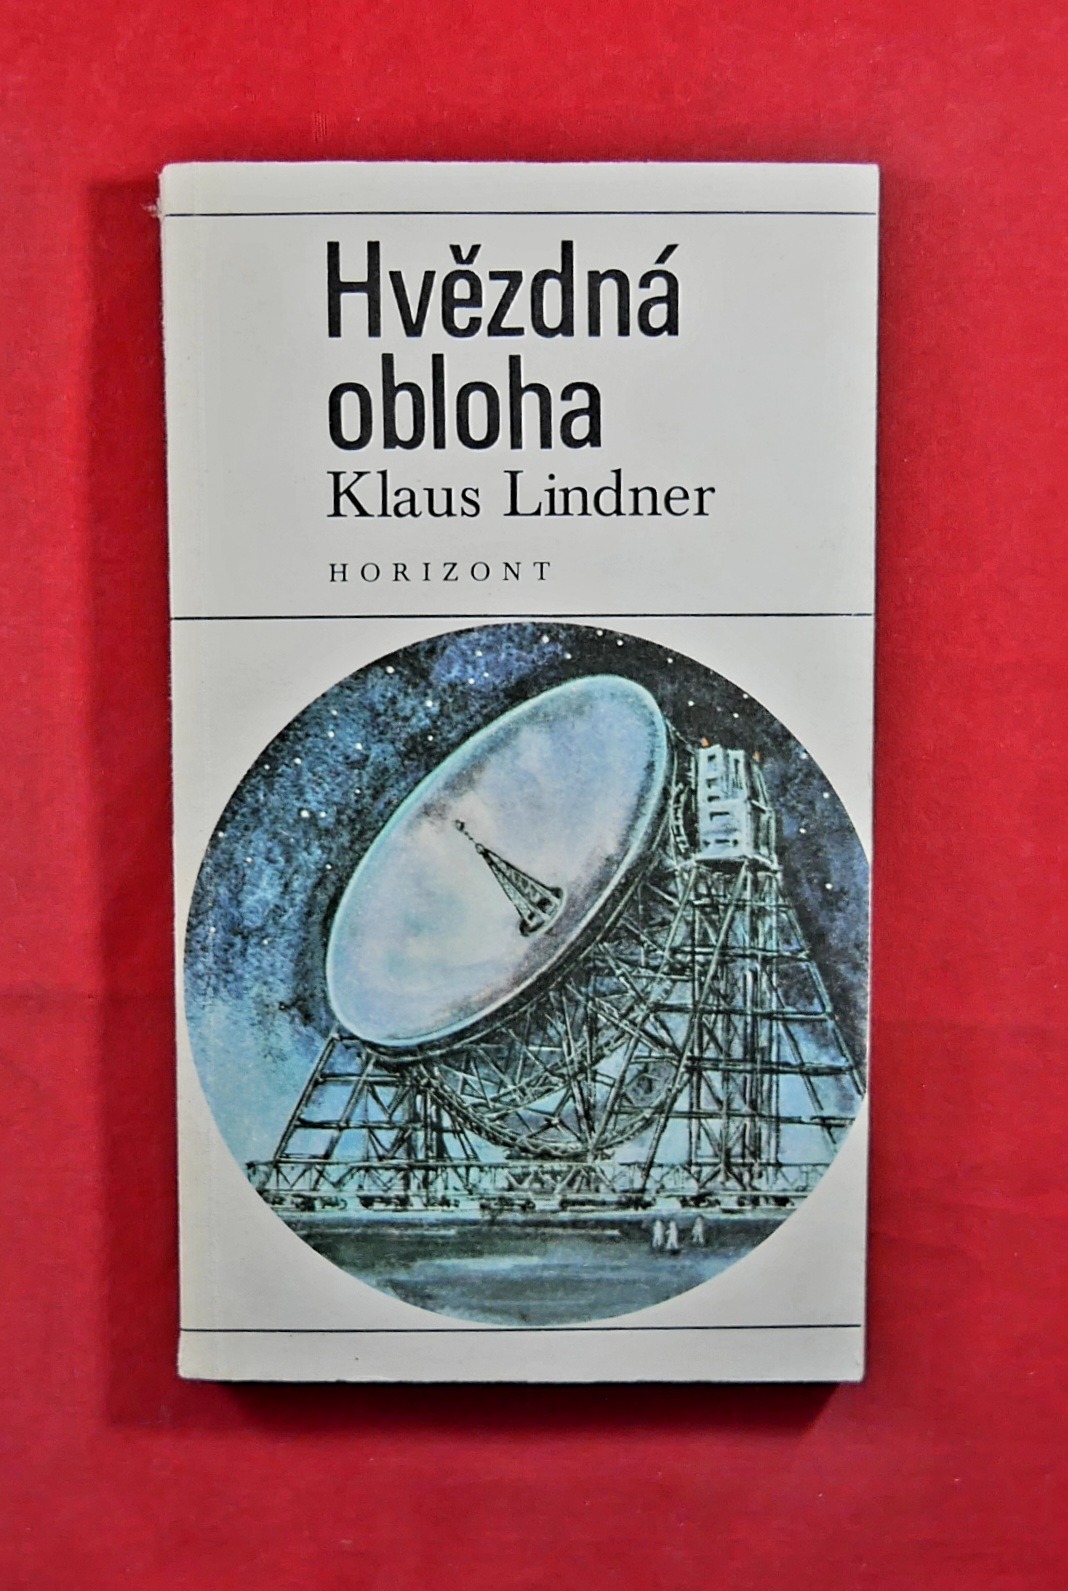 Hvězdná
obloha
Klaus Lindner
HORIZONT